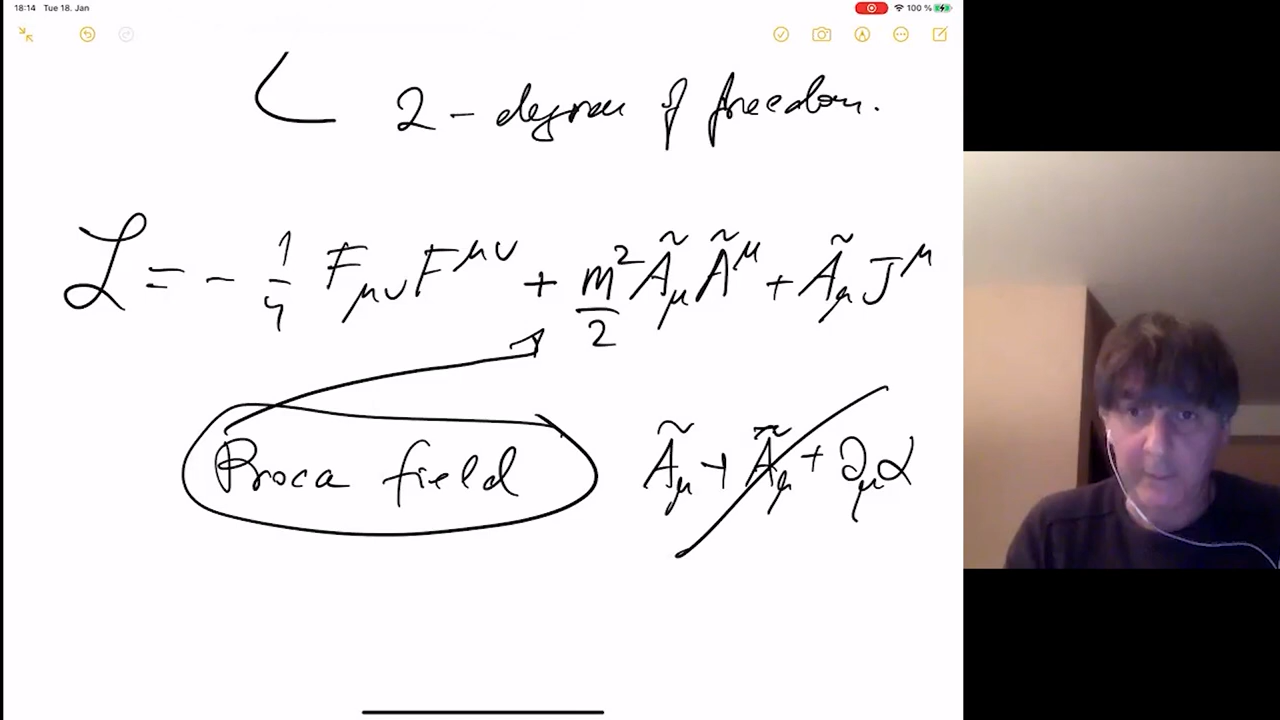 18:14 Tue 18. Jan 100 %
2 - degree of freedom.
ℒ = - 1/4 F_μν F^μν + m²/2 Ã_μ Ã^μ + Ã_μ J^μ
Proca field Ã_μ → Ã_μ + ∂_μ α